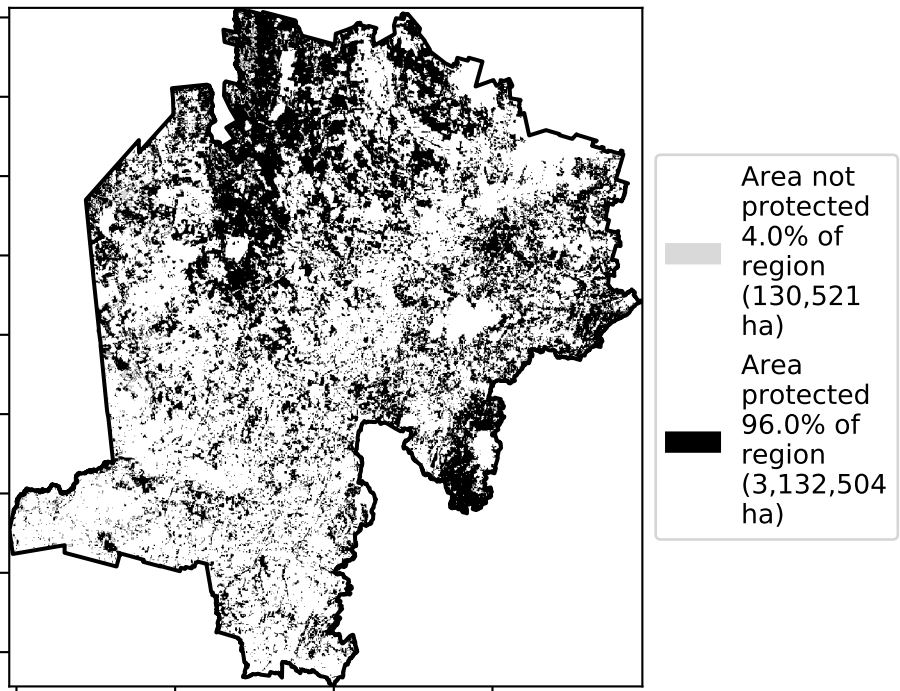 Area not
protected
4.0% of
region
(130,521
ha)
Area
protected
96.0% of
region
(3,132,504
ha)